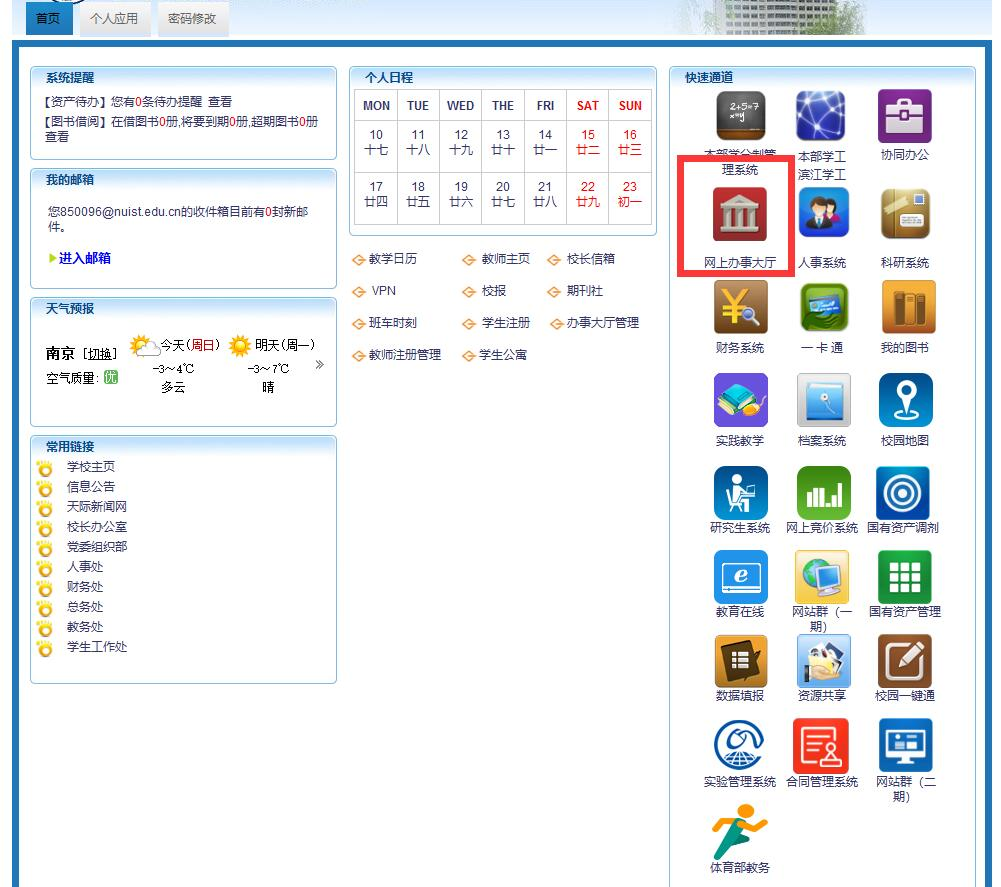 首页
个人应用
密码修改
系统提醒
【资产待办】您有0条待办提醒 查看
【图书借阅】在借图书0册,将要到期0册,超期图书0册
查看
我的邮箱
您850096@nuist.edu.cn的收件箱目前有0封新邮
件。
进入邮箱
天气预报
南京 [切换]
空气质量: 优
今天(周日)
-3～4℃
多云
明天(周一)
-3～7℃
晴
»
常用链接
学校主页
信息公告
天际新闻网
校长办公室
党委组织部
人事处
财务处
总务处
教务处
学生工作处
个人日程
MON TUE WED THE FRI SAT SUN
10 11 12 13 14 15 16
十七 十八 十九 廿十 廿一 廿二 廿三
17 18 19 20 21 22 23
廿四 廿五 廿六 廿七 廿八 廿九 初一
教学日历 教师主页 校长信箱
VPN 校报 期刊社
班车时刻 学生注册 办事大厅管理
教师注册管理 学生公寓
快速通道
2+5=7
x=y
本部学分制管
理系统
本部学工
滨江学工
协同办公
网上办事大厅 人事系统 科研系统
财务系统 一卡通 我的图书
实践教学 档案系统 校园地图
研究生系统 网上竞价系统 国有资产调剂
e
教育在线
网站群（一
期）
国有资产管理
数据填报 资源共享 校园一键通
实验管理系统 合同管理系统
网站群（二
期）
体育部教务